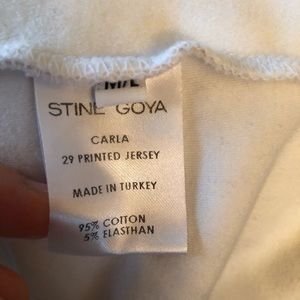 M/L
STINE GOYA
CARLA
29 PRINTED JERSEY
MADE IN TURKEY
95% COTTON
5% ELASTHAN